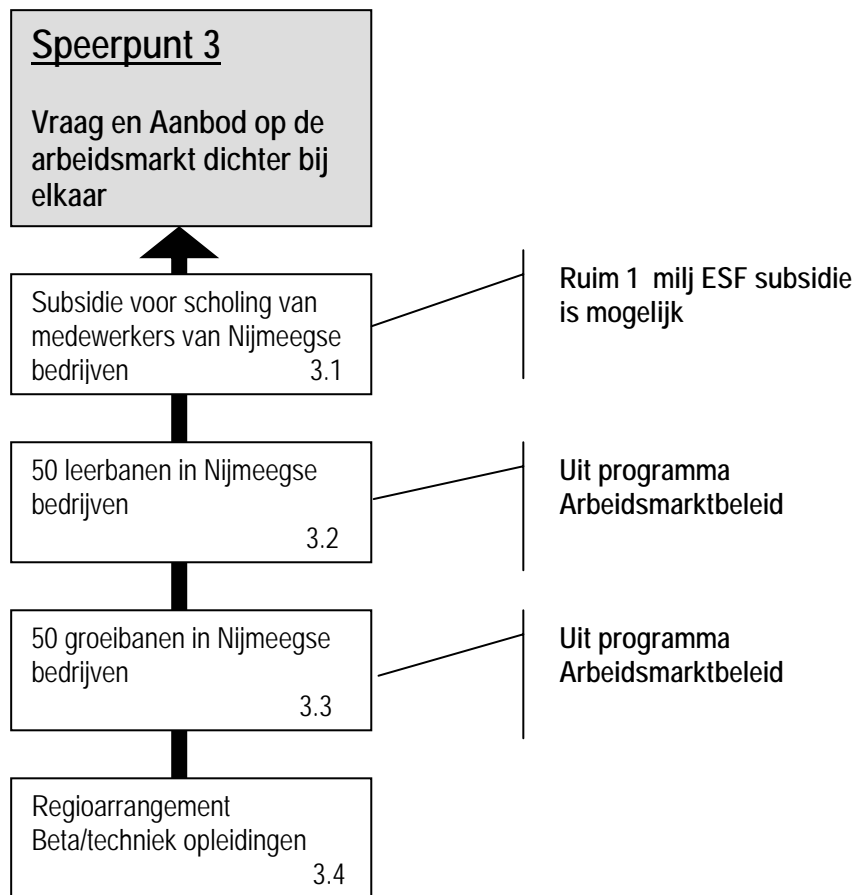 Speerpunt 3
Vraag en Aanbod op de
arbeidsmarkt dichter bij
elkaar
Subsidie voor scholing van
medewerkers van Nijmeegse
bedrijven 3.1
Ruim 1 milj ESF subsidie
is mogelijk
50 leerbanen in Nijmeegse
bedrijven
3.2
Uit programma
Arbeidsmarktbeleid
50 groeibanen in Nijmeegse
bedrijven
3.3
Uit programma
Arbeidsmarktbeleid
Regioarrangement
Beta/techniek opleidingen
3.4